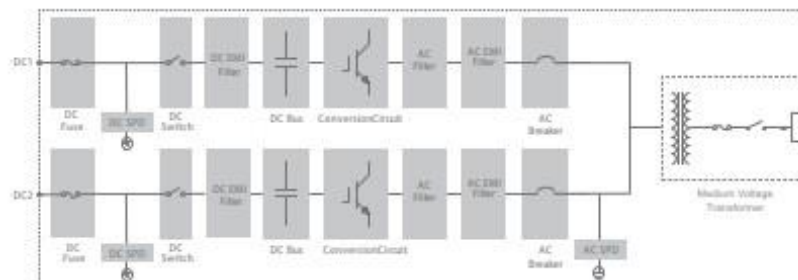 DC1
DC EMI
Filter
AC
Filter
AC EMI
Filter
DC
Fuse
DC SPD
DC
Switch
DC Bus
ConversionCircuit
AC
Breaker
DC2
DC EMI
Filter
AC
Filter
AC EMI
Filter
Medium Voltage
Transformer
DC
Fuse
DC SPD
DC
Switch
DC Bus
ConversionCircuit
AC
Breaker
AC SPD